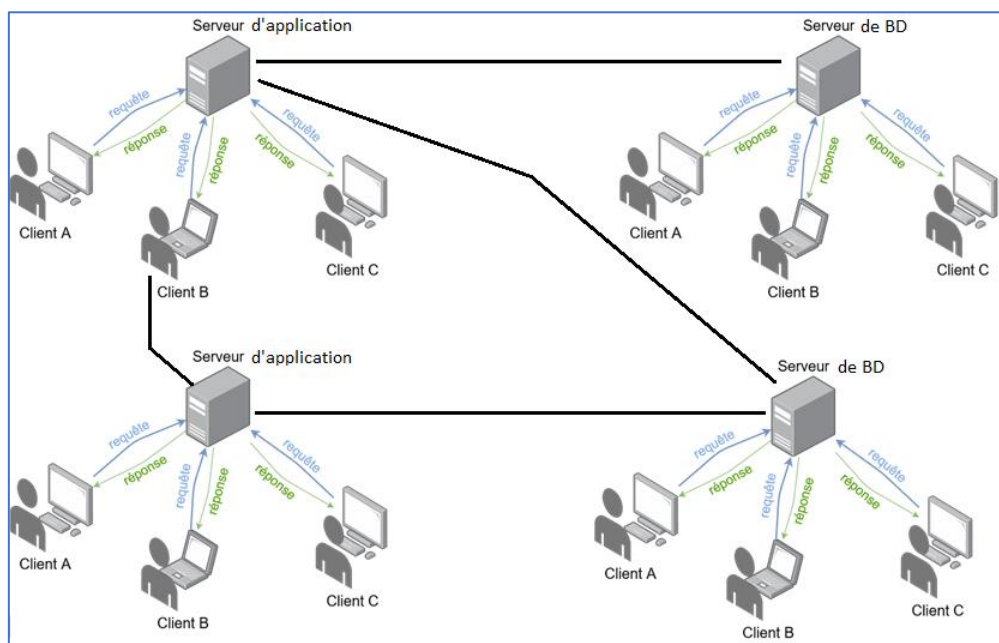 Serveur d'application
requête
réponse
requête
réponse
réponse
requête
Client A
Client B
Client C
Serveur de BD
requête
réponse
requête
réponse
réponse
requête
Client A
Client B
Client C
Serveur d'application
requête
réponse
requête
réponse
réponse
requête
Client A
Client B
Client C
Serveur de BD
requête
réponse
requête
réponse
réponse
requête
Client A
Client B
Client C